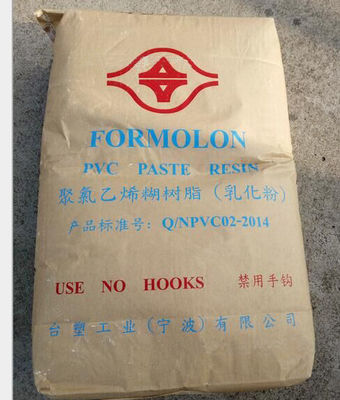 FORMOLON
PVC PASTE RESIN
聚氯乙烯糊树脂（乳化粉）
产品标准号：Q/NPVC02-2014
USE NO HOOKS 禁用手钩
台塑工业（宁波）有限公司